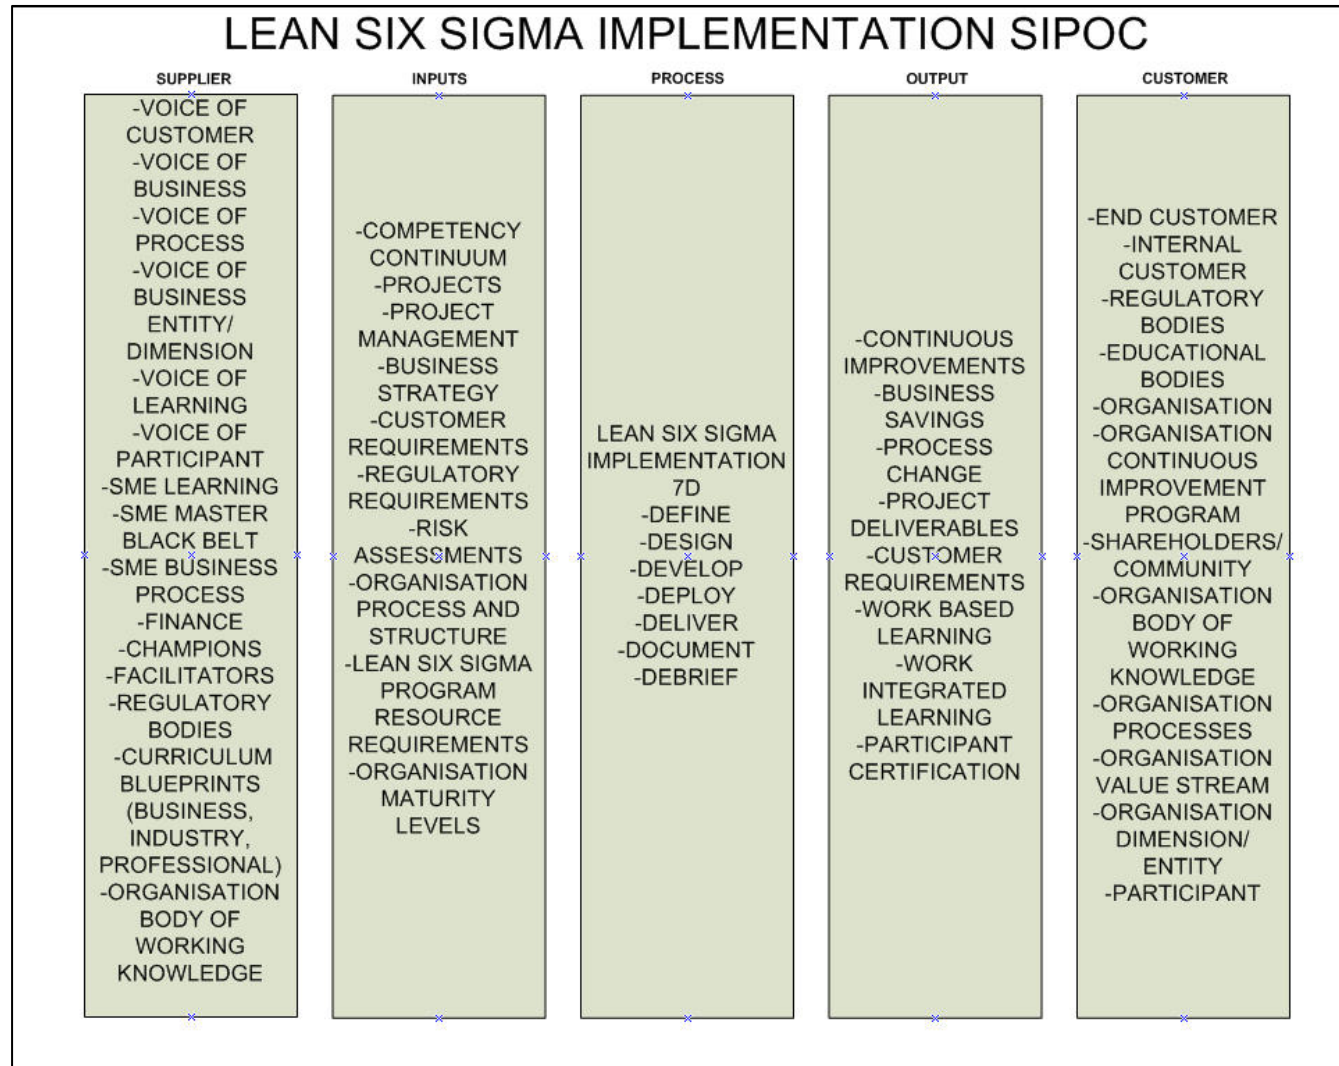 LEAN SIX SIGMA IMPLEMENTATION SIPOC
SUPPLIER
-VOICE OF
CUSTOMER
-VOICE OF
BUSINESS
-VOICE OF
PROCESS
-VOICE OF
BUSINESS
ENTITY/
DIMENSION
-VOICE OF
LEARNING
-VOICE OF
PARTICIPANT
-SME LEARNING
-SME MASTER
BLACK BELT
-SME BUSINESS
PROCESS
-FINANCE
-CHAMPIONS
-FACILITATORS
-REGULATORY
BODIES
-CURRICULUM
BLUEPRINTS
(BUSINESS,
INDUSTRY,
PROFESSIONAL)
-ORGANISATION
BODY OF
WORKING
KNOWLEDGE
INPUTS
-COMPETENCY
CONTINUUM
-PROJECTS
-PROJECT
MANAGEMENT
-BUSINESS
STRATEGY
-CUSTOMER
REQUIREMENTS
-REGULATORY
REQUIREMENTS
-RISK
ASSESSMENTS
-ORGANISATION
PROCESS AND
STRUCTURE
-LEAN SIX SIGMA
PROGRAM
RESOURCE
REQUIREMENTS
-ORGANISATION
MATURITY
LEVELS
PROCESS
LEAN SIX SIGMA
IMPLEMENTATION
7D
-DEFINE
-DESIGN
-DEVELOP
-DEPLOY
-DELIVER
-DOCUMENT
-DEBRIEF
OUTPUT
-CONTINUOUS
IMPROVEMENTS
-BUSINESS
SAVINGS
-PROCESS
CHANGE
-PROJECT
DELIVERABLES
-CUSTOMER
REQUIREMENTS
-WORK BASED
LEARNING
-WORK
INTEGRATED
LEARNING
-PARTICIPANT
CERTIFICATION
CUSTOMER
-END CUSTOMER
-INTERNAL
CUSTOMER
-REGULATORY
BODIES
-EDUCATIONAL
BODIES
-ORGANISATION
-ORGANISATION
CONTINUOUS
IMPROVEMENT
PROGRAM
-SHAREHOLDERS/
COMMUNITY
-ORGANISATION
BODY OF
WORKING
KNOWLEDGE
-ORGANISATION
PROCESSES
-ORGANISATION
VALUE STREAM
-ORGANISATION
DIMENSION/
ENTITY
-PARTICIPANT